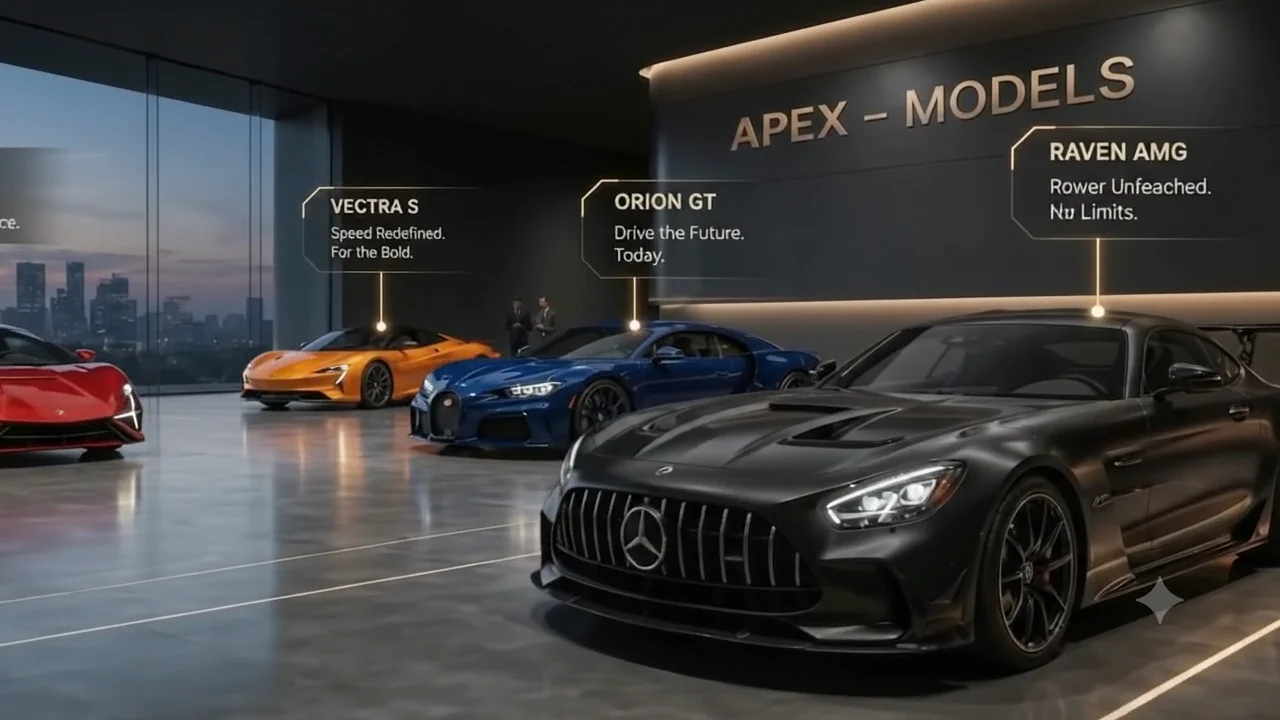 APEX – MODELS
ce.
VECTRA S
Speed Redefined.
For the Bold.
ORION GT
Drive the Future.
Today.
RAVEN AMG
Rower Unfeached.
Nu Limits.